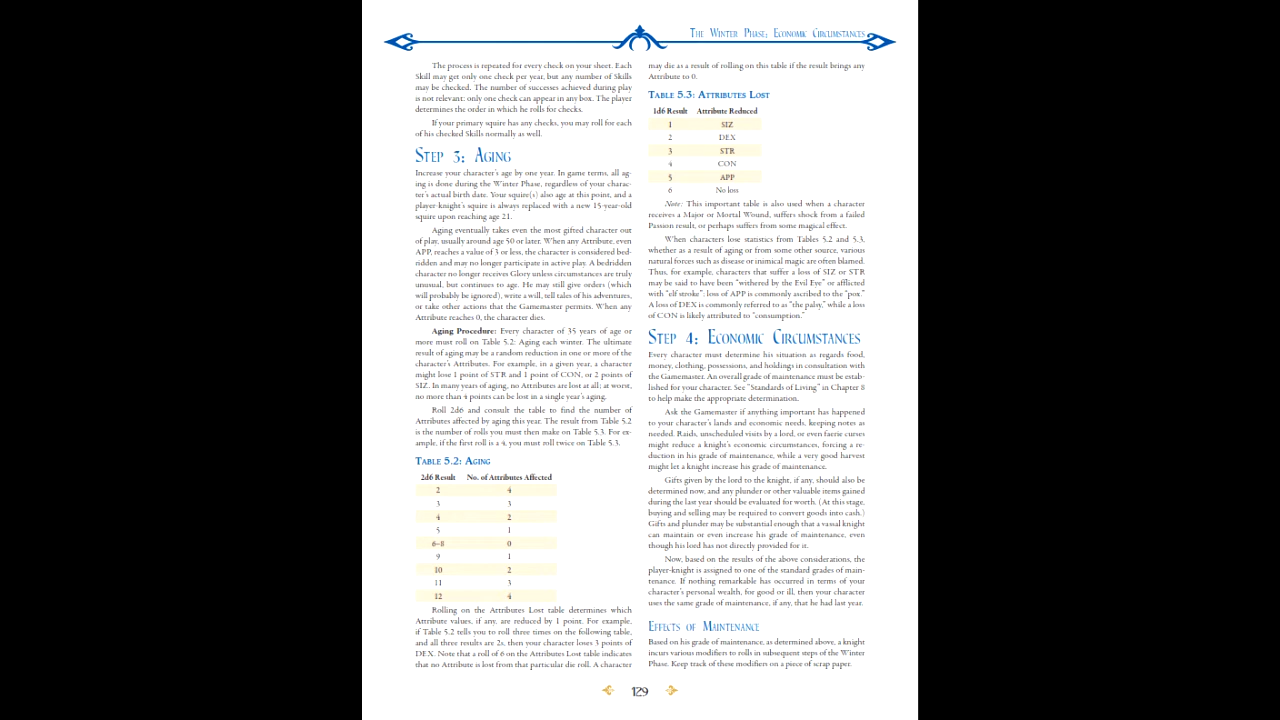 The Winter Phase: Economic Circumstances
The process is repeated for every check on your sheet. Each
Skill may get only one check per year, but any number of Skills
may be checked. The number of successes achieved during play
is not relevant: only one check can appear in any box. The player
determines the order in which he rolls for checks.
If your primary squire has any checks, you may roll for each
of his checked Skills normally as well.
Step 3: Aging
Increase your character's age by one year. In game terms, all ag-
ing is done during the Winter Phase, regardless of your charac-
ter's actual birth date. Your squire(s) also age at this point, and a
player-knight's squire is always replaced with a new 15-year-old
squire upon reaching age 21.
Aging eventually takes even the most gifted character out
of play, usually around age 50 or later. When any Attribute, even
APP, reaches a value of 3 or less, the character is considered bed-
ridden and may no longer participate in active play. A bedridden
character no longer receives Glory unless circumstances are truly
unusual, but continues to age. He may still give orders (which
will probably be ignored), write a will, tell tales of his adventures,
or take other actions that the Gamemaster permits. When any
Attribute reaches 0, the character dies.
Aging Procedure: Every character of 35 years of age or
more must roll on Table 5.2: Aging each winter. The ultimate
result of aging may be a random reduction in one or more of the
character's Attributes. For example, in a given year, a character
might lose 1 point of STR and 1 point of CON, or 2 points of
SIZ. In many years of aging, no Attributes are lost at all; at worst,
no more than 4 points can be lost in a single year's aging.
Roll 2d6 and consult the table to find the number of
Attributes affected by aging this year. The result from Table 5.2
is the number of rolls you must then make on Table 5.3. For ex-
ample, if the first roll is a 4, you must roll twice on Table 5.3.
Table 5.2: Aging
2d6 Result No. of Attributes Affected
2 4
3 3
4 2
5 1
6–8 0
9 1
10 2
11 3
12 4
Rolling on the Attributes Lost table determines which
Attribute values, if any, are reduced by 1 point. For example,
if Table 5.2 tells you to roll three times on the following table,
and all three results are 2s, then your character loses 3 points of
DEX. Note that a roll of 6 on the Attributes Lost table indicates
that no Attribute is lost from that particular die roll. A character
may die as a result of rolling on this table if the result brings any
Attribute to 0.
Table 5.3: Attributes Lost
1d6 Result Attribute Reduced
1 SIZ
2 DEX
3 STR
4 CON
5 APP
6 No loss
Note: This important table is also used when a character
receives a Major or Mortal Wound, suffers shock from a failed
Passion result, or perhaps suffers from some magical effect.
When characters lose statistics from Tables 5.2 and 5.3,
whether as a result of aging or from some other source, various
natural forces such as disease or inimical magic are often blamed.
Thus, for example, characters that suffer a loss of SIZ or STR
may be said to have been "withered by the Evil Eye" or afflicted
with "elf stroke"; loss of APP is commonly ascribed to the "pox."
A loss of DEX is commonly referred to as "the palsy," while a loss
of CON is likely attributed to "consumption."
Step 4: Economic Circumstances
Every character must determine his situation as regards food,
money, clothing, possessions, and holdings in consultation with
the Gamemaster. An overall grade of maintenance must be estab-
lished for your character. See "Standards of Living" in Chapter 8
to help make the appropriate determination.
Ask the Gamemaster if anything important has happened
to your character's lands and economic needs, keeping notes as
needed. Raids, unscheduled visits by a lord, or even faerie curses
might reduce a knight's economic circumstances, forcing a re-
duction in his grade of maintenance, while a very good harvest
might let a knight increase his grade of maintenance.
Gifts given by the lord to the knight, if any, should also be
determined now, and any plunder or other valuable items gained
during the last year should be evaluated for worth. (At this stage,
buying and selling may be required to convert goods into cash.)
Gifts and plunder may be substantial enough that a vassal knight
can maintain or even increase his grade of maintenance, even
though his lord has not directly provided for it.
Now, based on the results of the above considerations, the
player-knight is assigned to one of the standard grades of main-
tenance. If nothing remarkable has occurred in terms of your
character's personal wealth, for good or ill, then your character
uses the same grade of maintenance, if any, that he had last year.
Effects of Maintenance
Based on his grade of maintenance, as determined above, a knight
incurs various modifiers to rolls in subsequent steps of the Winter
Phase. Keep track of these modifiers on a piece of scrap paper.
129